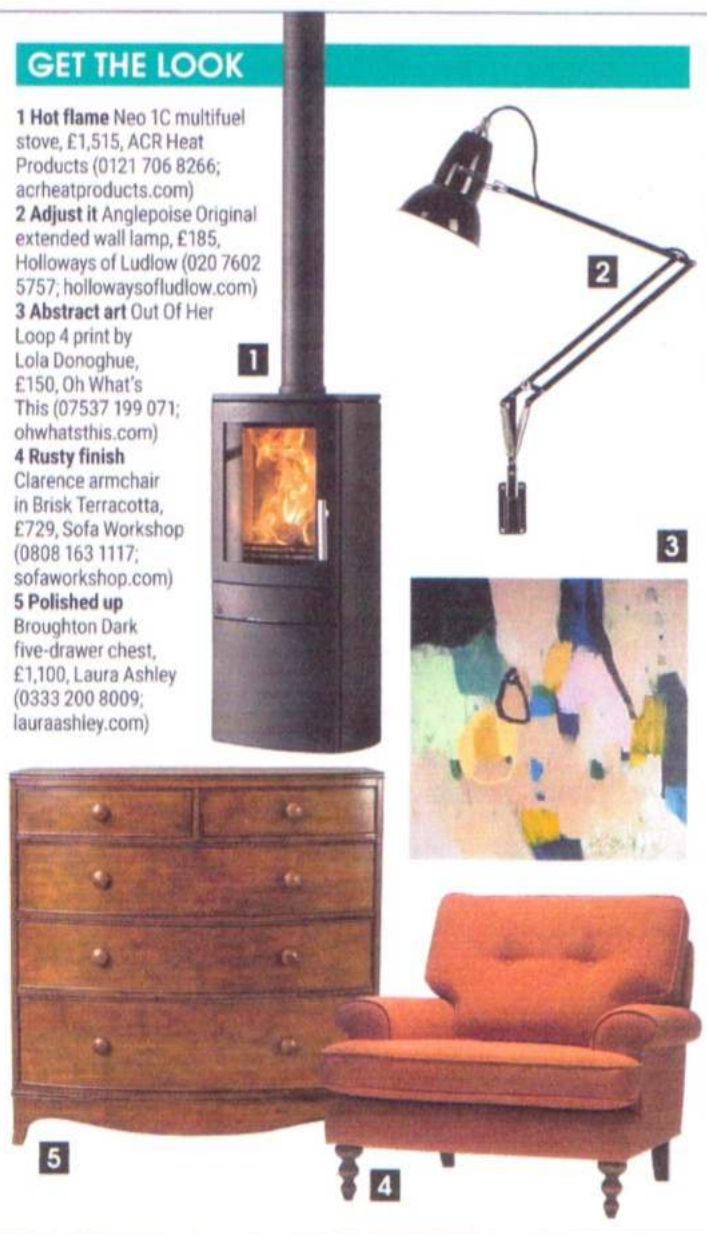 GET THE LOOK
1 Hot flame Neo 1C multifuel
stove, £1,515, ACR Heat
Products (0121 706 8266;
acrheatproducts.com)
2 Adjust it Anglepoise Original
extended wall lamp, £185,
Holloways of Ludlow (020 7602
5757; hollowaysofludlow.com)
3 Abstract art Out Of Her
Loop 4 print by
Lola Donoghue,
£150, Oh What's
This (07537 199 071;
ohwhatsthis.com)
4 Rusty finish
Clarence armchair
in Brisk Terracotta,
£729, Sofa Workshop
(0808 163 1117;
sofaworkshop.com)
5 Polished up
Broughton Dark
five-drawer chest,
£1,100, Laura Ashley
(0333 200 8009;
lauraashley.com)
1
2
3
5
4